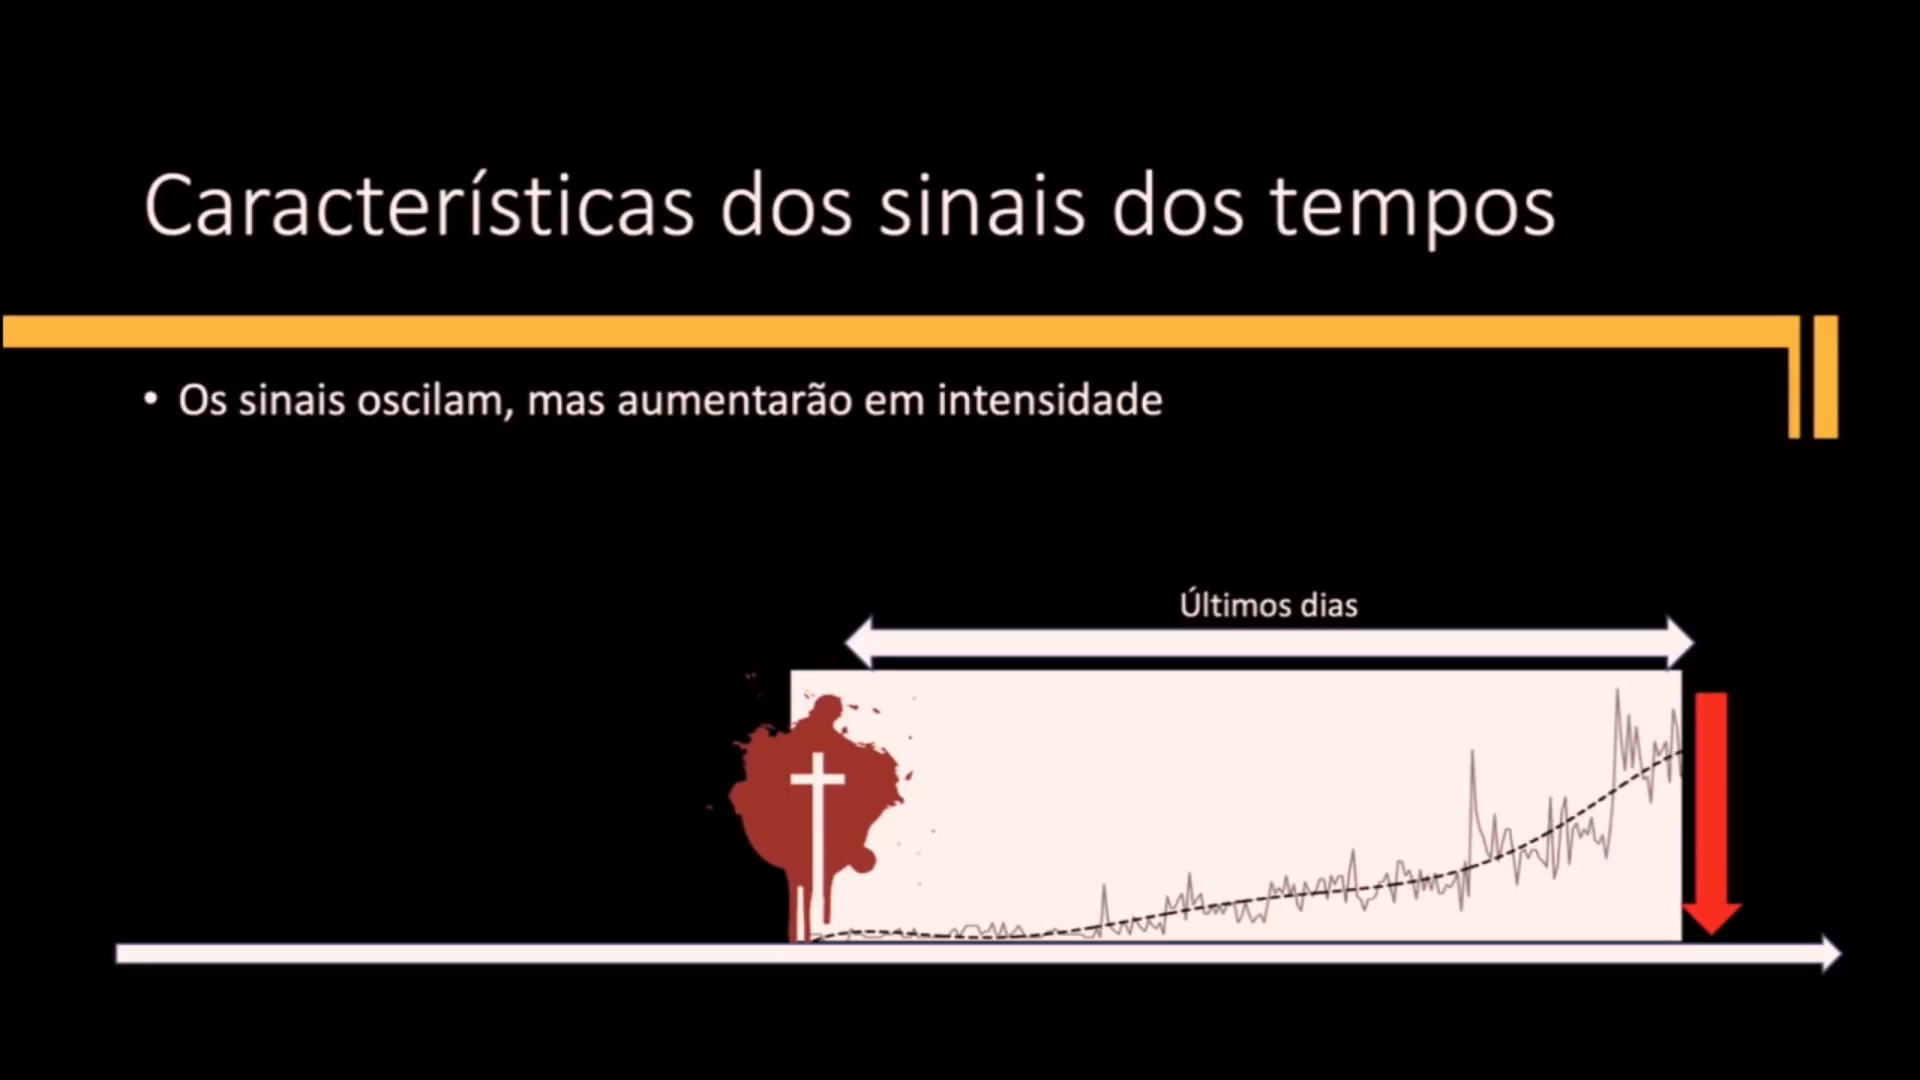 Características dos sinais dos tempos
• Os sinais oscilam, mas aumentarão em intensidade
Últimos dias